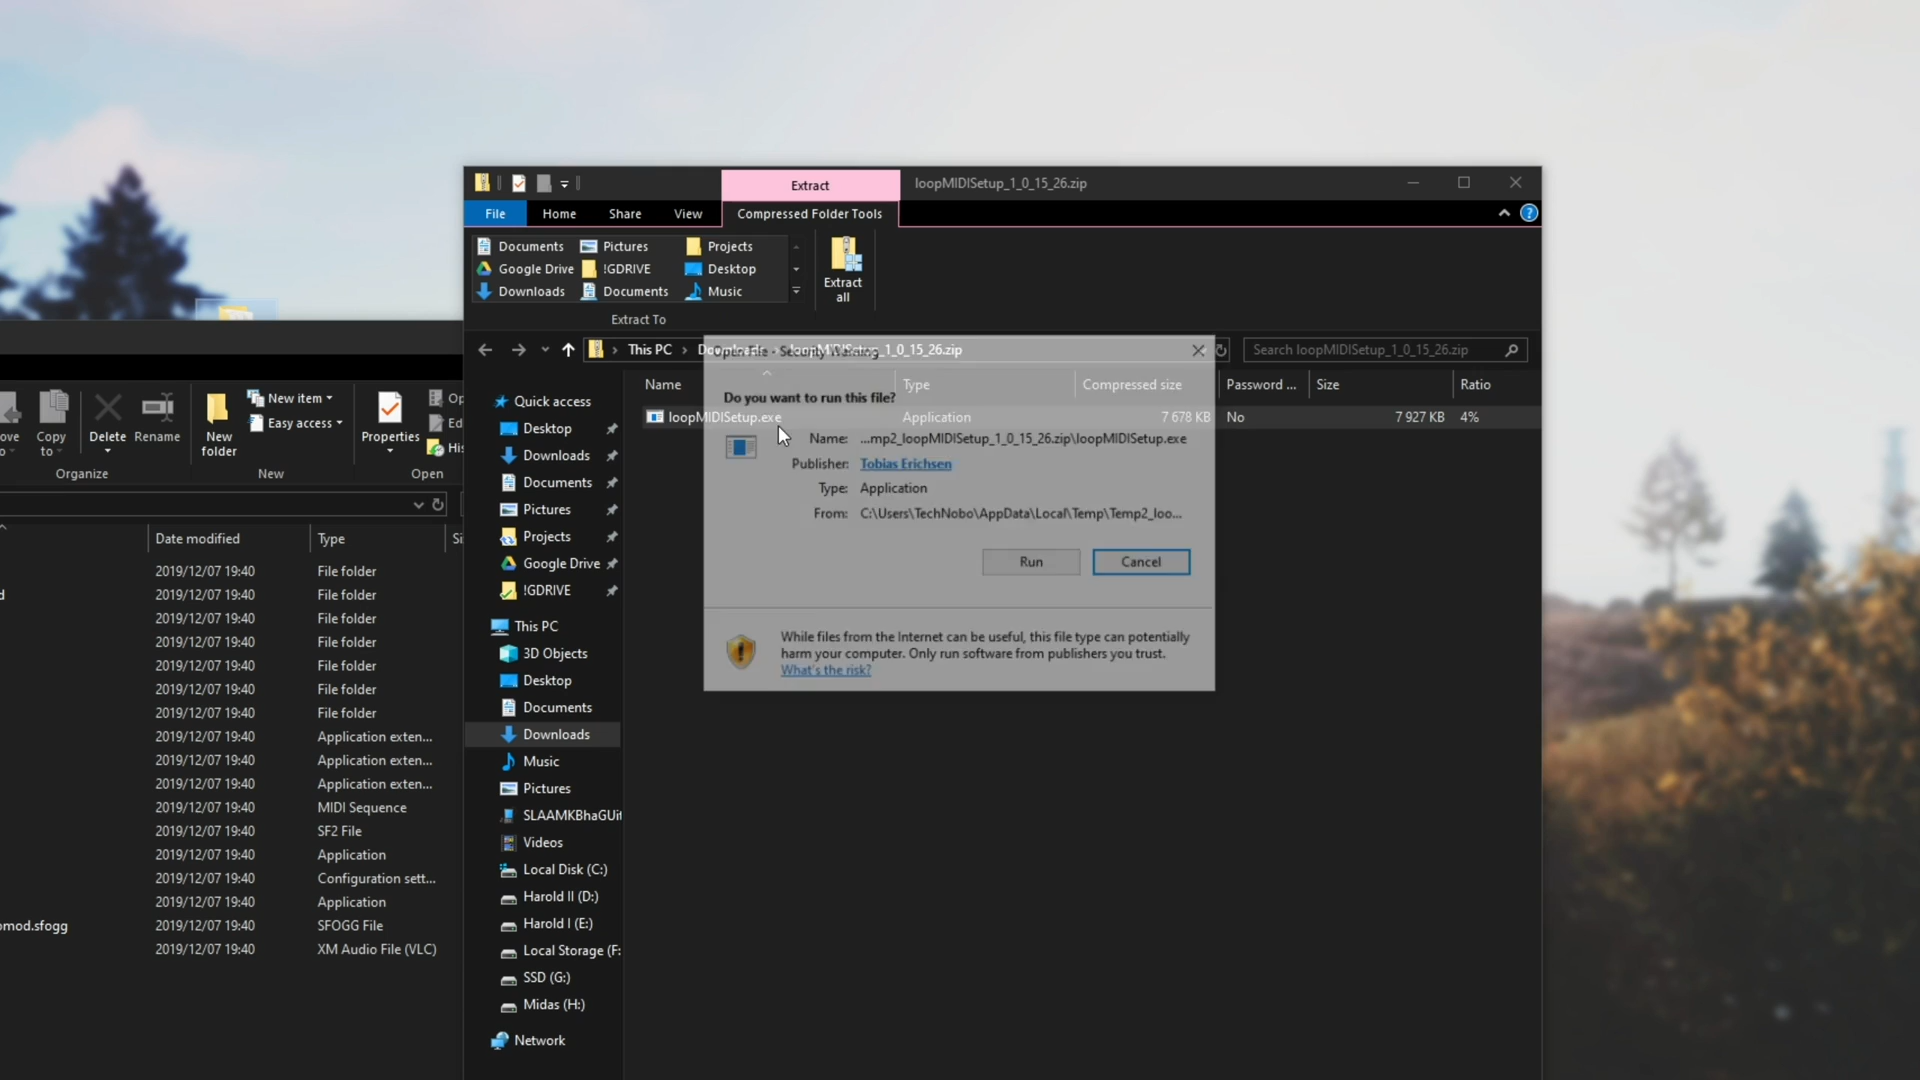 Extract
loopMIDISetup_1_0_15_26.zip
File
Home
Share
View
Compressed Folder Tools
Documents
Pictures
Projects
Google Drive
!GDRIVE
Desktop
Downloads
Documents
Music
Extract
all
Extract To
This PC
loopMIDISetup_1_0_15_26.zip
Search loopMIDISetup_1_0_15_26.zip
Open File - Security Warning
Name
Type
Compressed size
Password ...
Size
Ratio
loopMIDISetup.exe
Application
7 678 KB
No
7 927 KB
4%
Do you want to run this file?
Name: ...mp2_loopMIDISetup_1_0_15_26.zip\loopMIDISetup.exe
Publisher: Tobias Erichsen
Type: Application
From: C:\Users\TechNobo\AppData\Local\Temp\Temp2_loo...
Run
Cancel
While files from the Internet can be useful, this file type can potentially
harm your computer. Only run software from publishers you trust.
What's the risk?
Quick access
Desktop
Downloads
Documents
Pictures
Projects
Google Drive
!GDRIVE
This PC
3D Objects
Desktop
Documents
Downloads
Music
Pictures
SLAAMKBhaGUit
Videos
Local Disk (C:)
Harold II (D:)
Harold I (E:)
Local Storage (F:
SSD (G:)
Midas (H:)
Network
Copy
to
Delete
Rename
New
folder
New item
Easy access
Properties
Organize
New
Open
Date modified
Type
2019/12/07 19:40 File folder
2019/12/07 19:40 File folder
2019/12/07 19:40 File folder
2019/12/07 19:40 File folder
2019/12/07 19:40 File folder
2019/12/07 19:40 File folder
2019/12/07 19:40 File folder
2019/12/07 19:40 Application exten...
2019/12/07 19:40 Application exten...
2019/12/07 19:40 Application exten...
2019/12/07 19:40 MIDI Sequence
2019/12/07 19:40 SF2 File
2019/12/07 19:40 Application
2019/12/07 19:40 Configuration sett...
2019/12/07 19:40 Application
omod.sfogg 2019/12/07 19:40 SFOGG File
2019/12/07 19:40 XM Audio File (VLC)